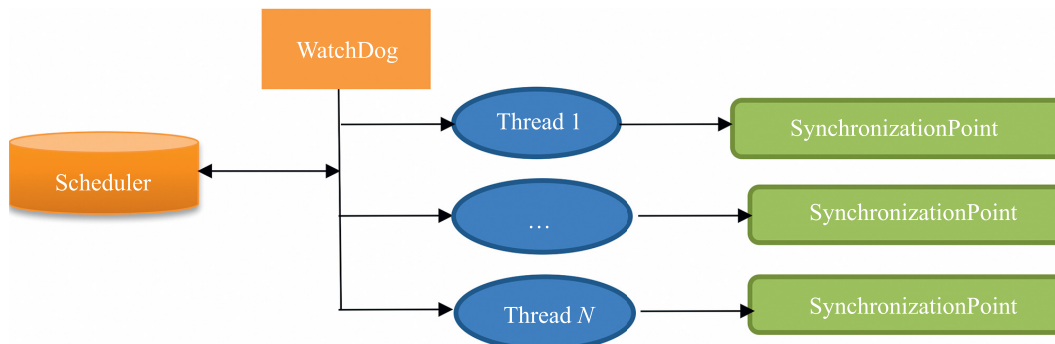 WatchDog
Thread 1
SynchronizationPoint
Scheduler
...
SynchronizationPoint
Thread N
SynchronizationPoint